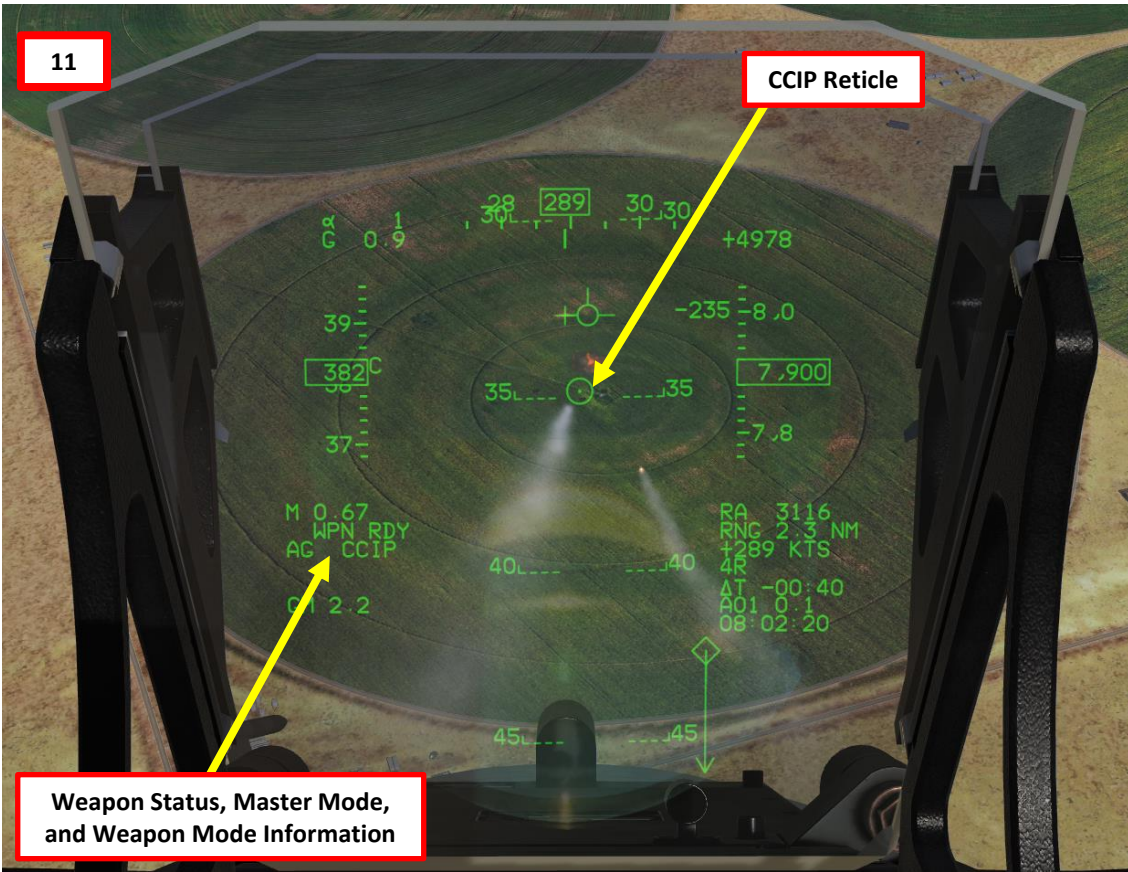 11
CCIP Reticle
28 289 30
30 30
α 1
G 0.9
+4978
39
382 C
38
37
-235
8,0
7,900
7,8
35 35
M 0.67
WPN RDY
AG CCIP
2.2
RA 3116
RNG 2.3 NM
+289 KTS
4R
ΔT -00:40
A01 0.1
08:02:20
40 40
45 45
Weapon Status, Master Mode,
and Weapon Mode Information